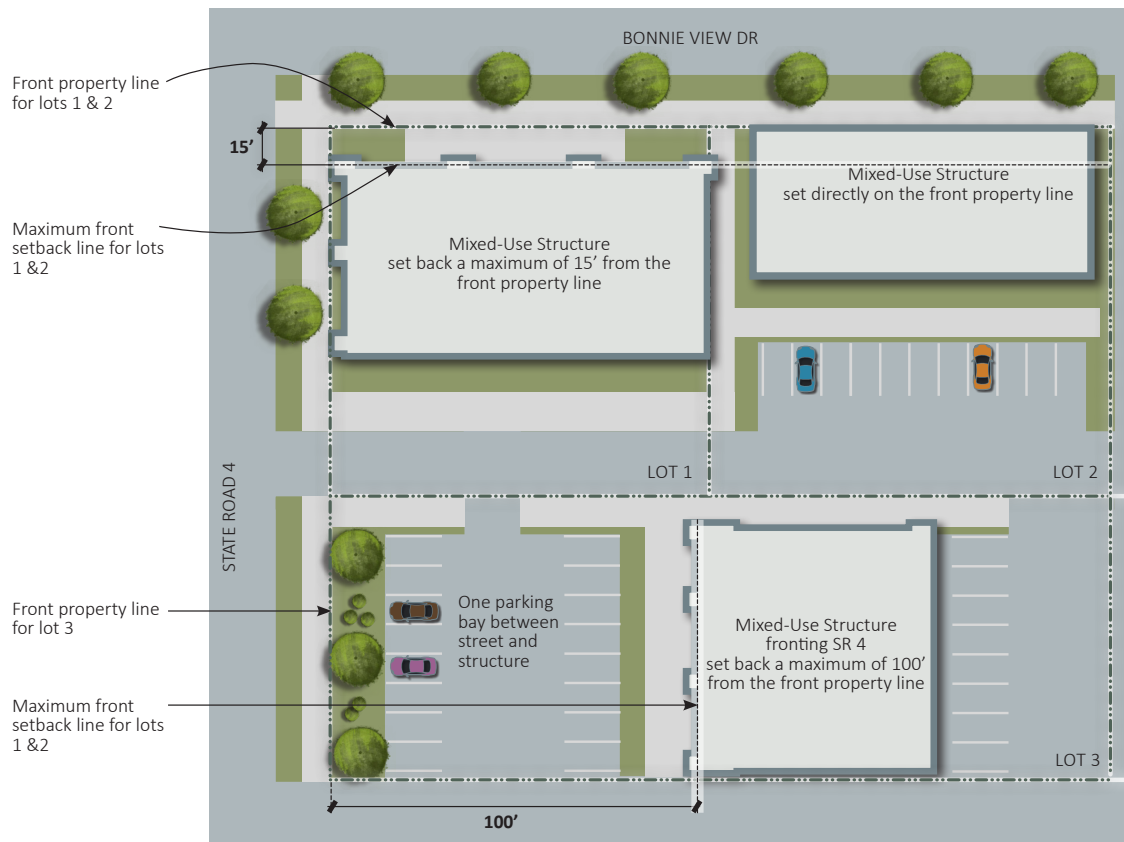 BONNIE VIEW DR
Front property line
for lots 1 & 2
15’
Maximum front
setback line for lots
1 &2
Mixed-Use Structure
set back a maximum of 15’ from the
front property line
Mixed-Use Structure
set directly on the front property line
LOT 1
LOT 2
STATE ROAD 4
Front property line
for lot 3
One parking
bay between
street and
structure
Mixed-Use Structure
fronting SR 4
set back a maximum of 100’
from the front property line
Maximum front
setback line for lots
1 &2
LOT 3
100’